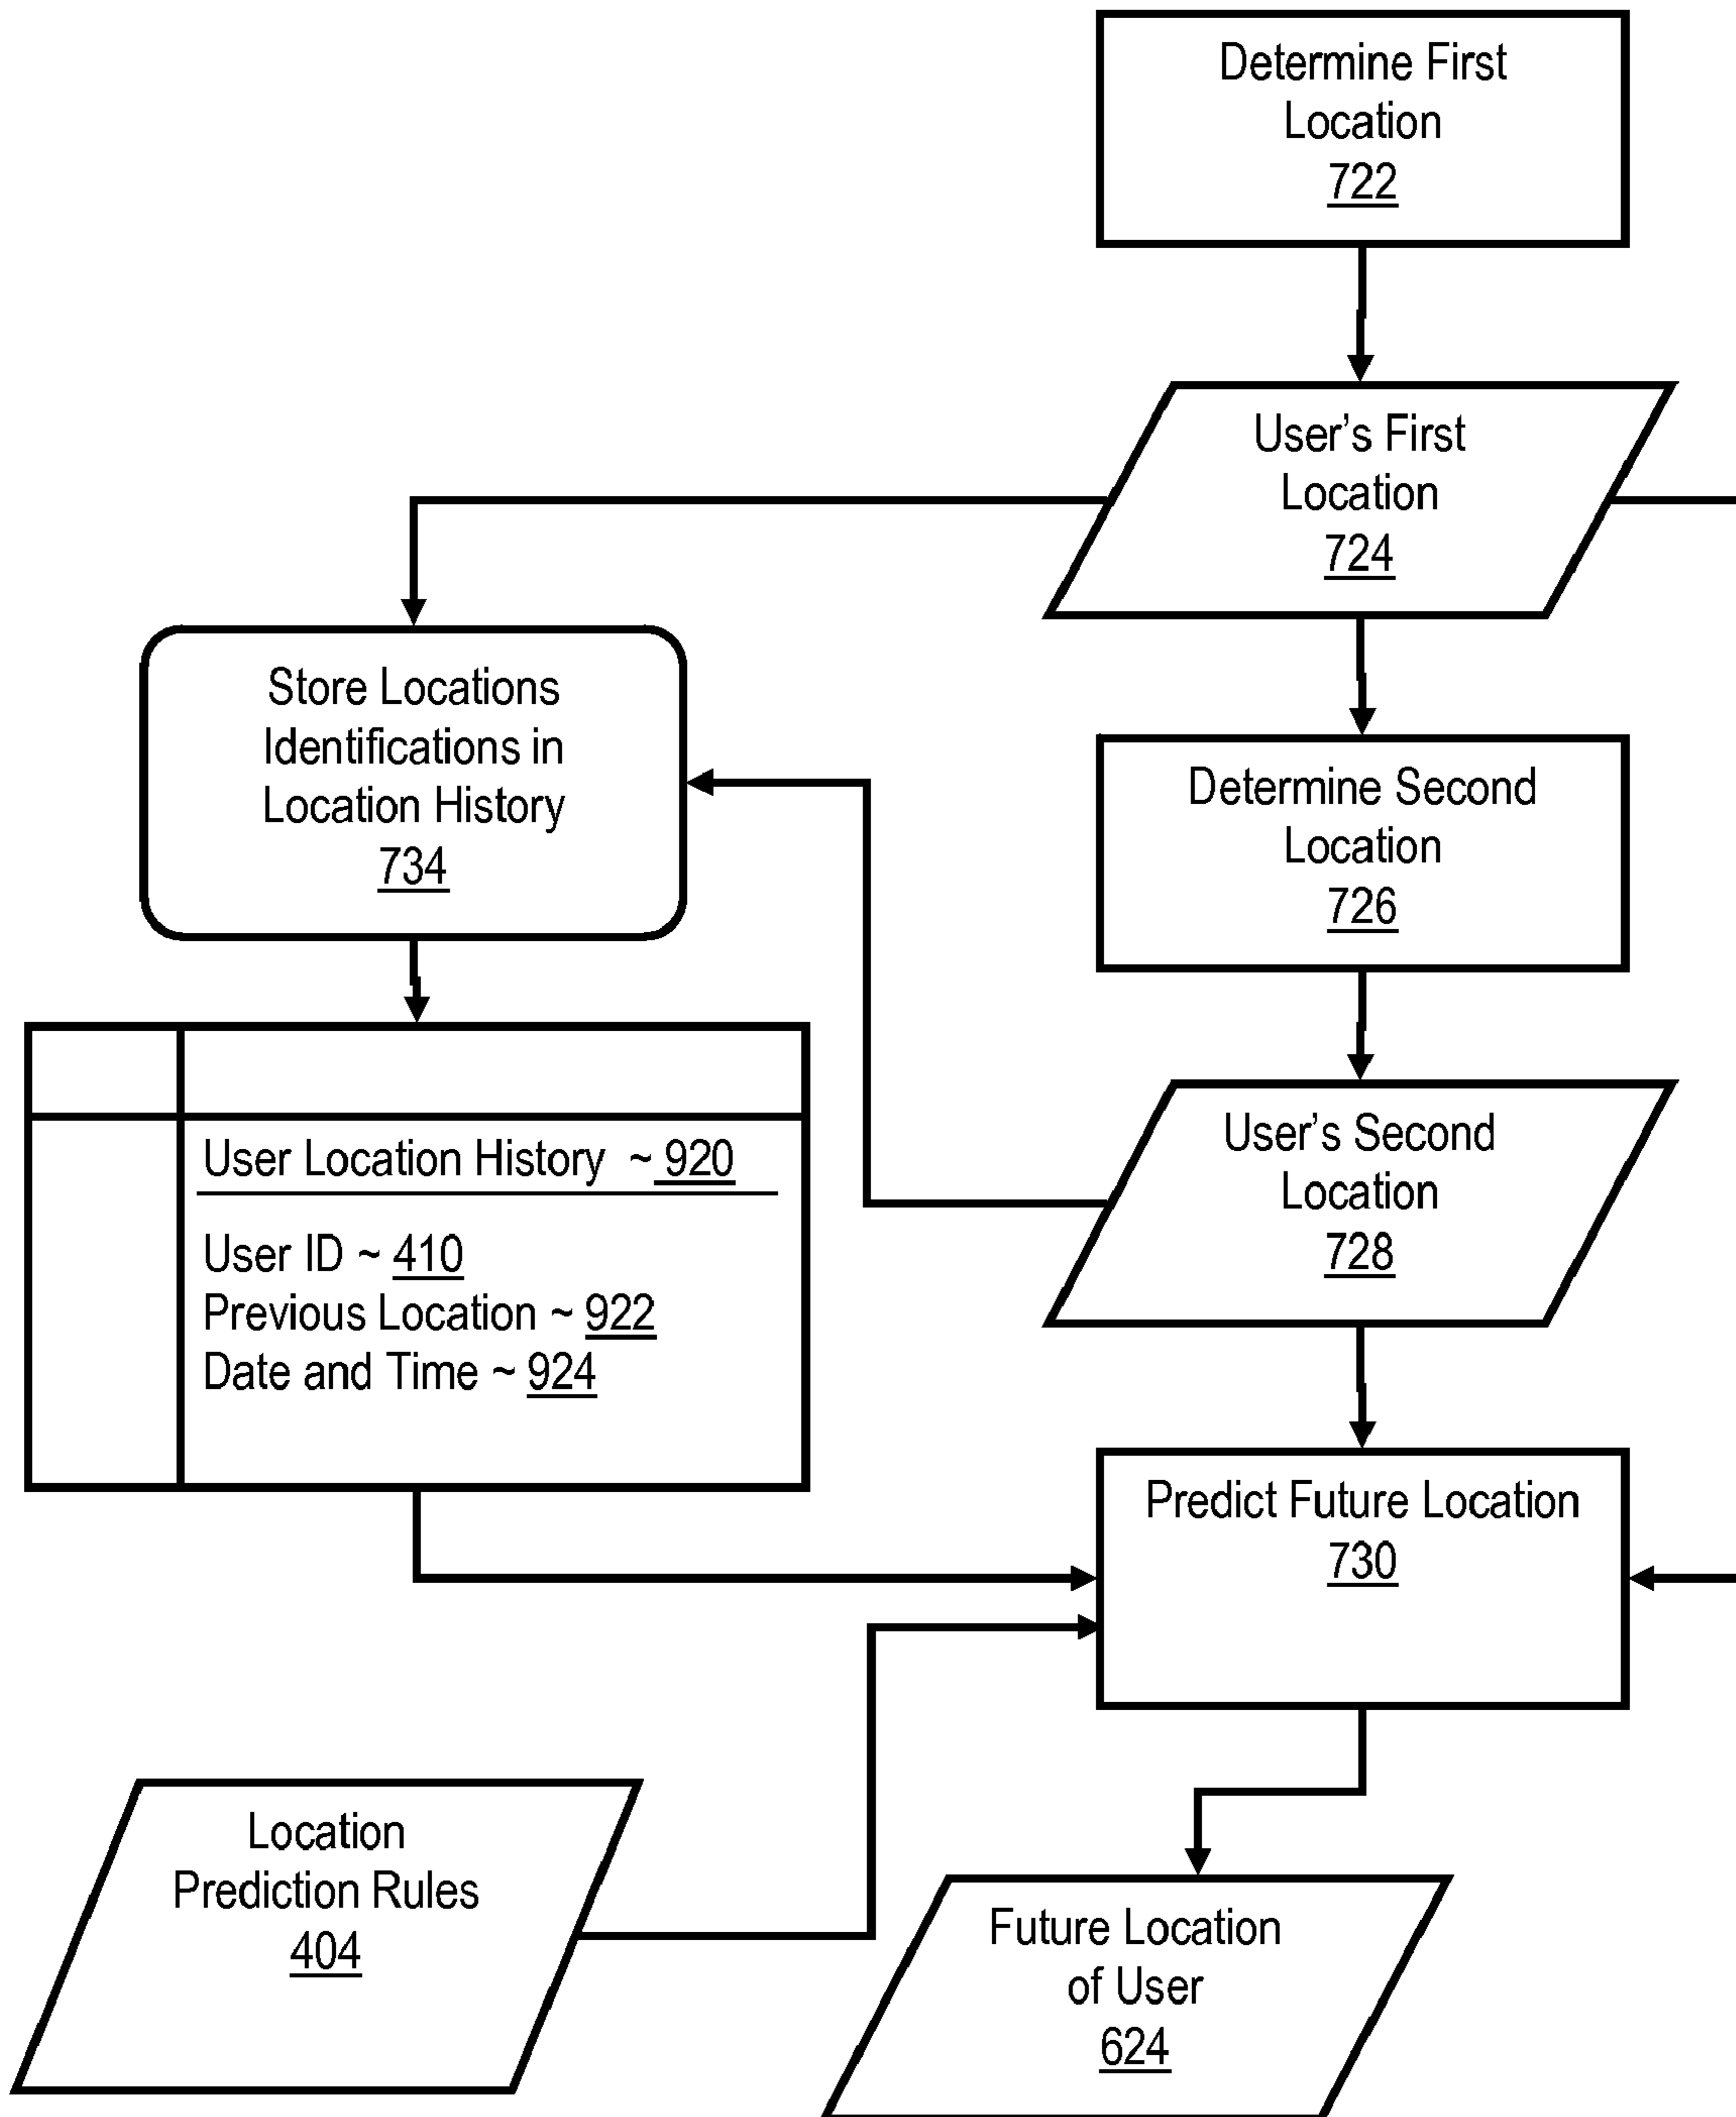 Determine First
Location
722
User's First
Location
724
Store Locations
Identifications in
Location History
734
Determine Second
Location
726
User Location History ~ 920
User ID ~ 410
Previous Location ~ 922
Date and Time ~ 924
User's Second
Location
728
Predict Future Location
730
Location
Prediction Rules
404
Future Location
of User
624